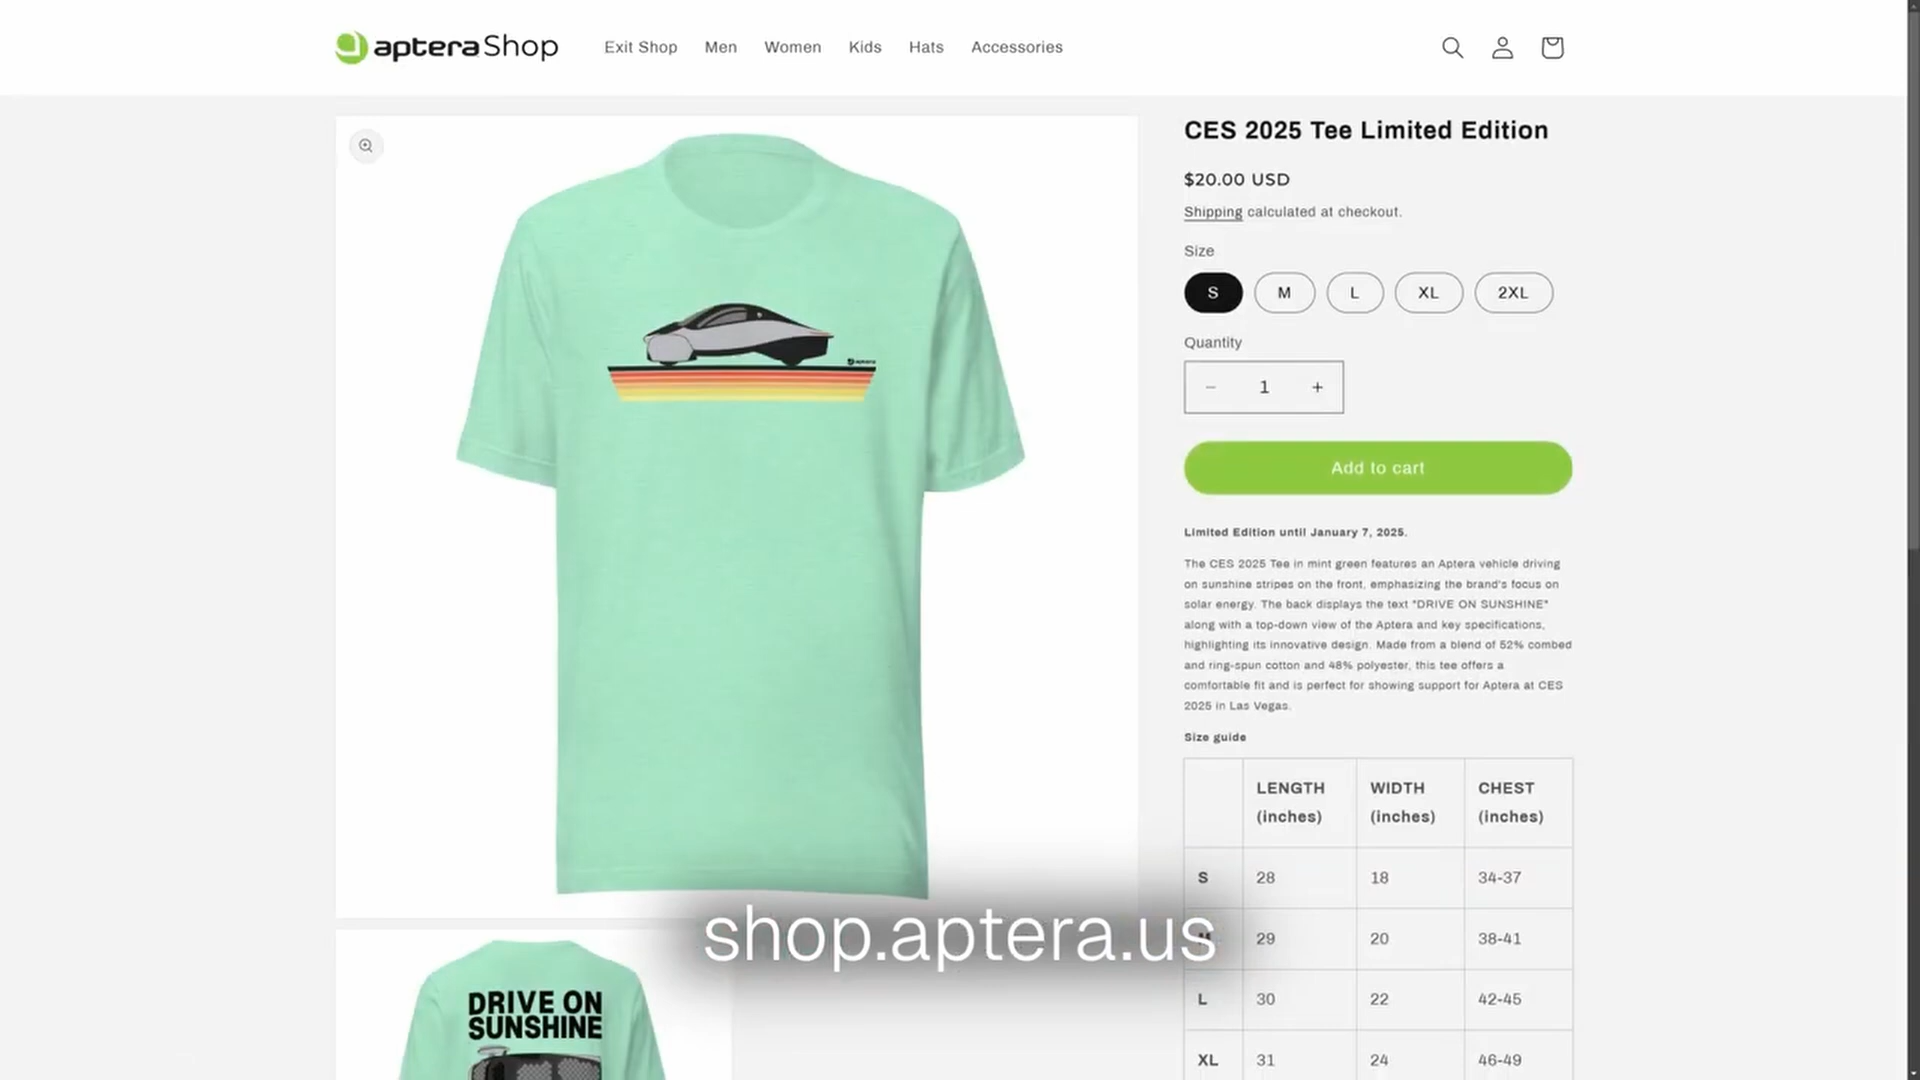 aptera Shop
Exit Shop Men Women Kids Hats Accessories
CES 2025 Tee Limited Edition
$20.00 USD
Shipping calculated at checkout.
Size
S M L XL 2XL
Quantity
− 1 +
Add to cart
Limited Edition until January 7, 2025.
The CES 2025 Tee in mint green features an Aptera vehicle driving
on sunshine stripes on the front, emphasizing the brand's focus on
solar energy. The back displays the text "DRIVE ON SUNSHINE"
along with a top-down view of the Aptera and key specifications,
highlighting its innovative design. Made from a blend of 52% combed
and ring-spun cotton and 48% polyester, this tee offers a
comfortable fit and is perfect for showing support for Aptera at CES
2025 in Las Vegas.
Size guide
LENGTH (inches) WIDTH (inches) CHEST (inches)
S 28 18 34-37
M 29 20 38-41
L 30 22 42-45
XL 31 24 46-49
aptera
DRIVE ON
SUNSHINE
shop.aptera.us